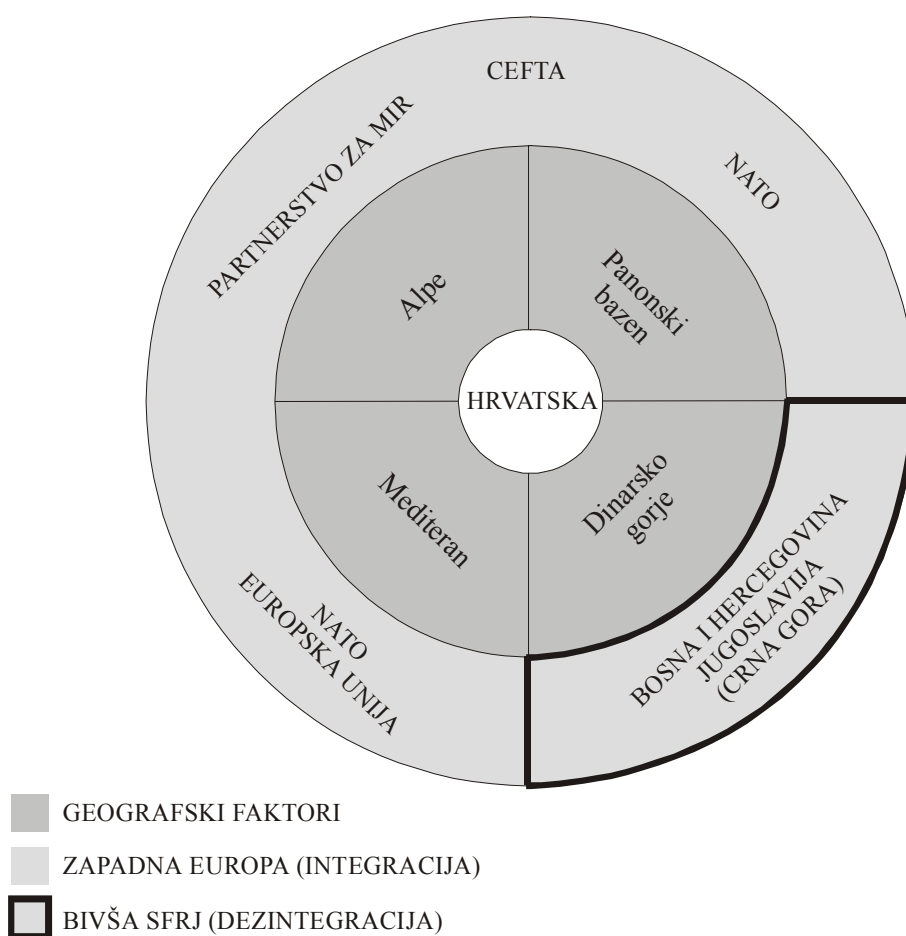 CEFTA
PARTNERSTVO ZA MIR
NATO
Alpe
Panonski
bazen
HRVATSKA
Mediteran
Dinarsko
gorje
NATO
EUROPSKA UNIJA
BOSNA I HERCEGOVINA
JUGOSLAVIJA
(CRNA GORA)
GEOGRAFSKI FAKTORI
ZAPADNA EUROPA (INTEGRACIJA)
BIVŠA SFRJ (DEZINTEGRACIJA)